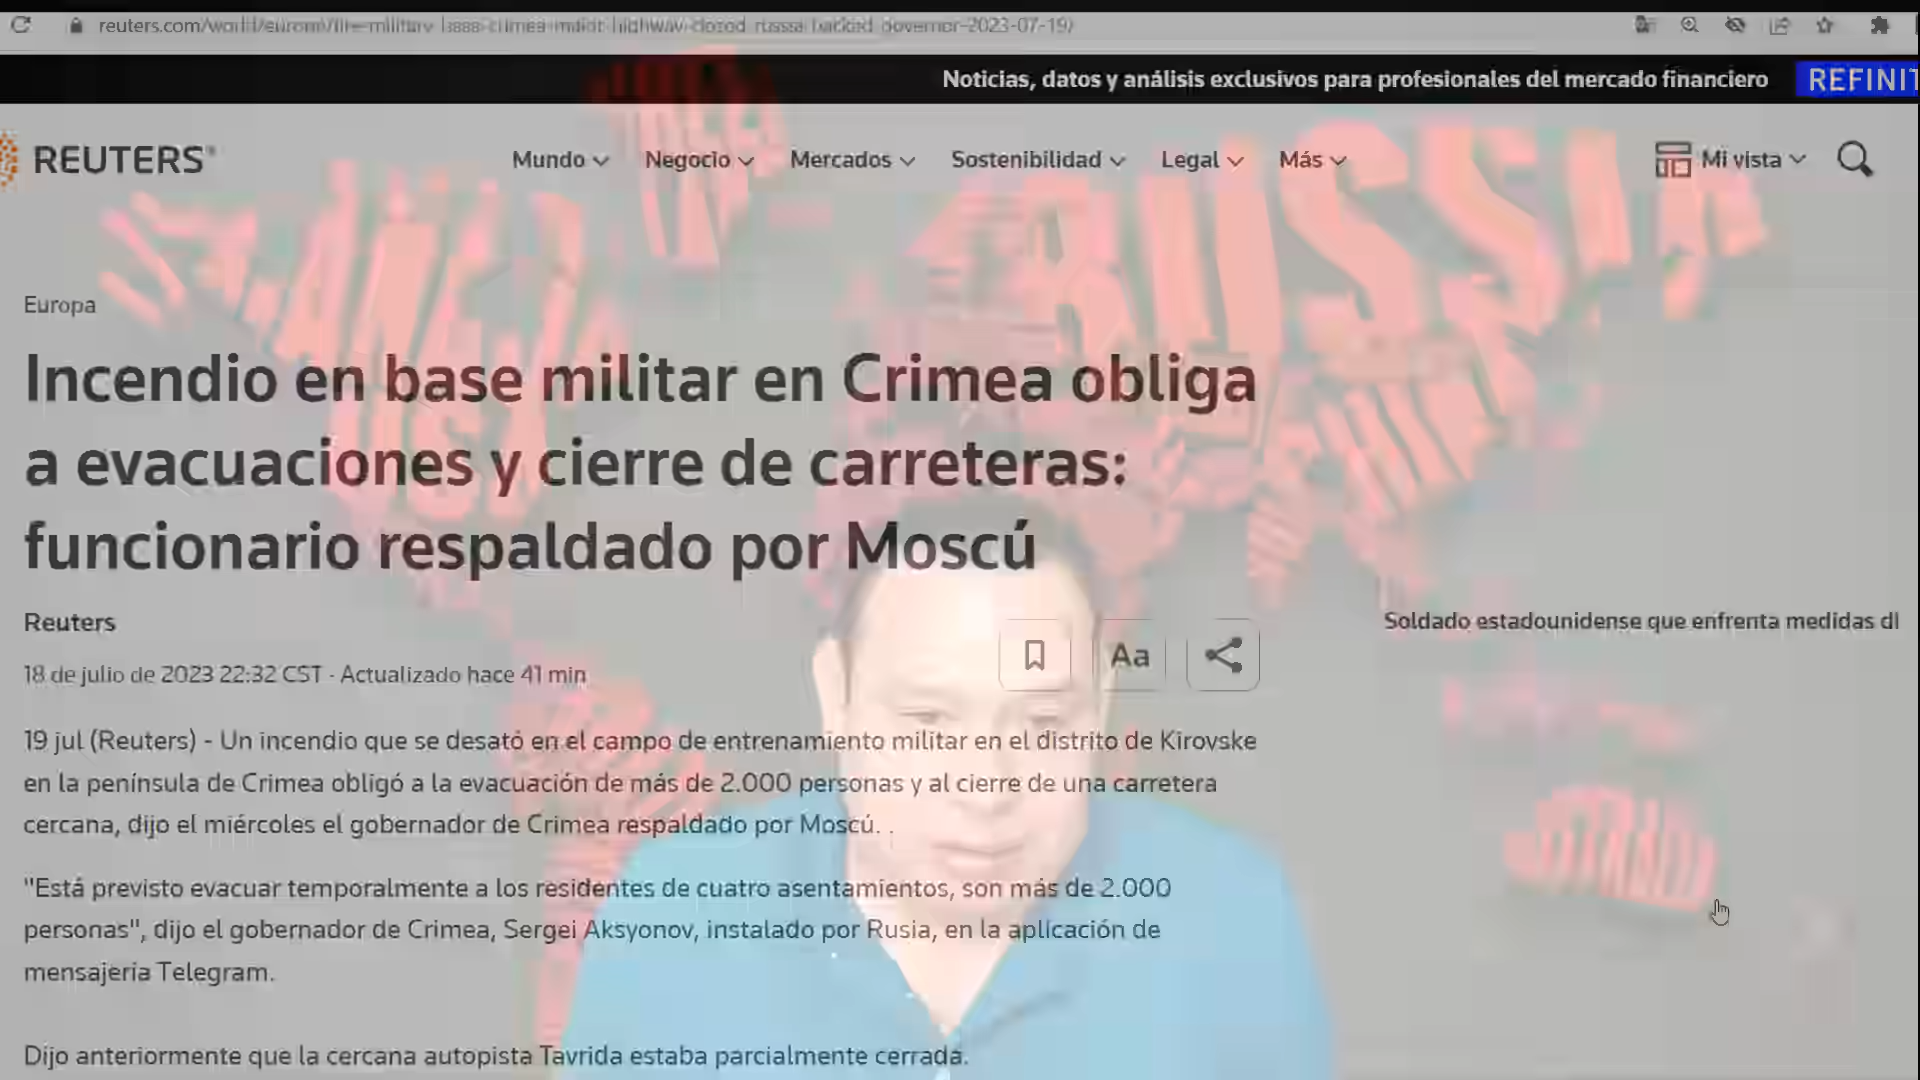 reuters.com/world/europe/fire-military-base-crimea-
Noticias, datos y análisis exclusivos para profesionales del mercado financiero REFINIT
REUTERS Mundo Negocio Mercados Sostenibilidad Legal Más Mi vista
RUSSIA
Europa
Incendio en base militar en Crimea obliga
a evacuaciones y cierre de carreteras:
funcionario respaldado por Moscú
Reuters
Aa
Soldado estadounidense que enfrenta medidas di
18 de julio de 2023 22:32 CST · Actualizado hace 41 min
19 jul (Reuters) - Un incendio que se desató en el campo de entrenamiento militar en el distrito de Kirovske
en la península de Crimea obligó a la evacuación de más de 2.000 personas y al cierre de una carretera
cercana, dijo el miércoles el gobernador de Crimea respaldado por Moscú. .
"Está previsto evacuar temporalmente a los residentes de cuatro asentamientos, son más de 2.000
personas", dijo el gobernador de Crimea, Sergei Aksyonov, instalado por Rusia, en la aplicación de
mensajería Telegram.
Dijo anteriormente que la cercana autopista Tavrida estaba parcialmente cerrada.